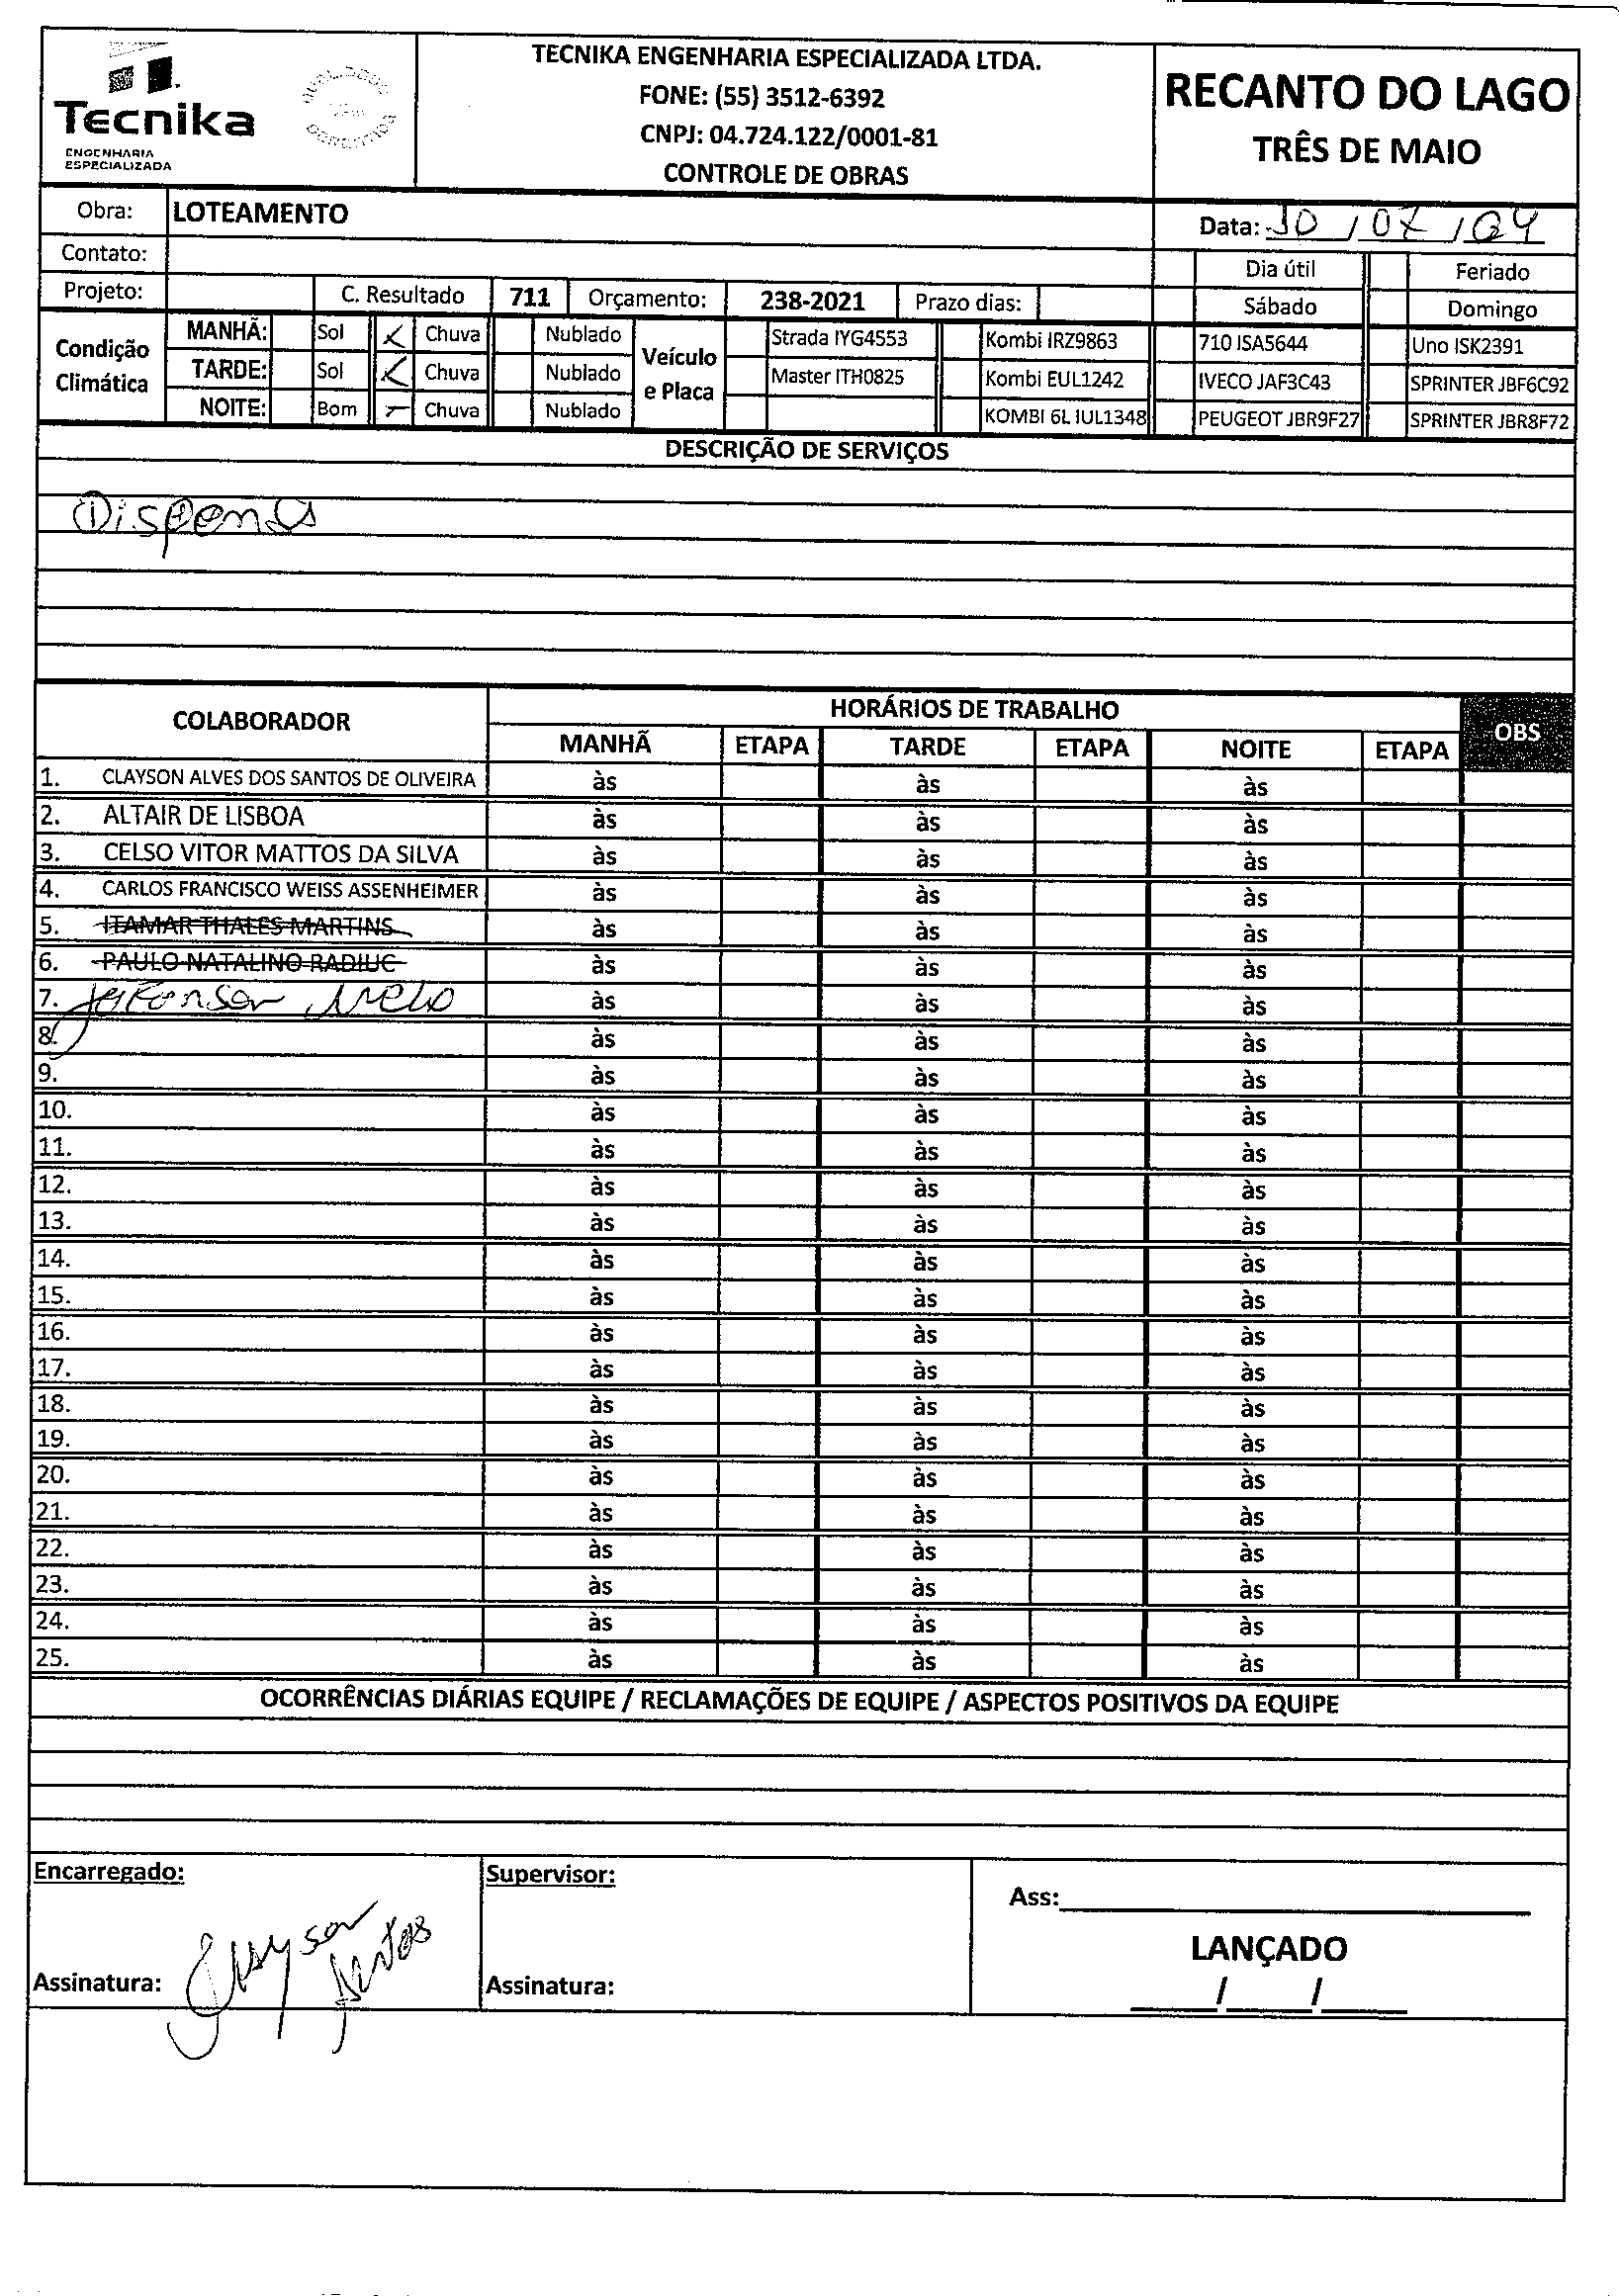 Tecnika
ENGENHARIA
ESPECIALIZADA
TECNIKA ENGENHARIA ESPECIALIZADA LTDA.
FONE: (55) 3512-6392
CNPJ: 04.724.122/0001-81
CONTROLE DE OBRAS
RECANTO DO LAGO
TRÊS DE MAIO
Obra: LOTEAMENTO
Data: 10/07/24
Contato:
Dia útil Feriado
Projeto: C. Resultado 711 Orçamento: 238-2021 Prazo dias:
Sábado Domingo
Condição Climática
MANHÃ: Sol Chuva Nublado
TARDE: Sol Chuva Nublado
NOITE: Bom Chuva Nublado
Veículo e Placa
Strada IYG4553 Kombi IRZ9863 710 ISA5644 Uno ISK2391
Master ITH0825 Kombi EUL1242 IVECO JAF3C43 SPRINTER JBF6C92
KOMBI 6L IUL1348 PEUGEOT JBR9F27 SPRINTER JBR8F72
DESCRIÇÃO DE SERVIÇOS
Dispensa
COLABORADOR HORÁRIOS DE TRABALHO OBS
MANHÃ ETAPA TARDE ETAPA NOITE ETAPA
1. CLAYSON ALVES DOS SANTOS DE OLIVEIRA às às às
2. ALTAIR DE LISBOA às às às
3. CELSO VITOR MATTOS DA SILVA às às às
4. CARLOS FRANCISCO WEISS ASSENHEIMER às às às
5. ITAMAR THALES MARTINS às às às
6. PAULO NATALINO RADIUC às às às
7. Jeferson Melo às às às
8. às às às
9. às às às
10. às às às
11. às às às
12. às às às
13. às às às
14. às às às
15. às às às
16. às às às
17. às às às
18. às às às
19. às às às
20. às às às
21. às às às
22. às às às
23. às às às
24. às às às
25. às às às
OCORRÊNCIAS DIÁRIAS EQUIPE / RECLAMAÇÕES DE EQUIPE / ASPECTOS POSITIVOS DA EQUIPE
Encarregado:
Supervisor:
Ass:
LANÇADO
Assinatura: Clayson Santos
Assinatura:
/ /